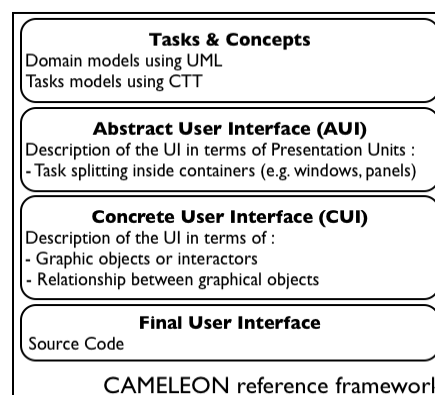 Tasks & Concepts
Domain models using UML
Tasks models using CTT
Abstract User Interface (AUI)
Description of the UI in terms of Presentation Units :
- Task splitting inside containers (e.g. windows, panels)
Concrete User Interface (CUI)
Description of the UI in terms of :
- Graphic objects or interactors
- Relationship between graphical objects
Final User Interface
Source Code
CAMELEON reference framework